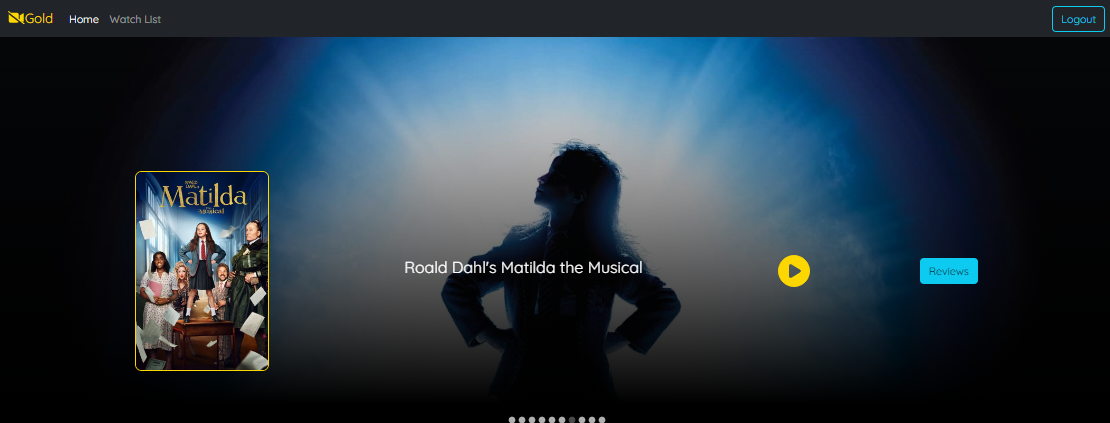 Gold
Home
Watch LIst
Logout
ROALD DAHL'S
Matilda
the Musical
Roald Dahl's Matilda the Musical
Reviews